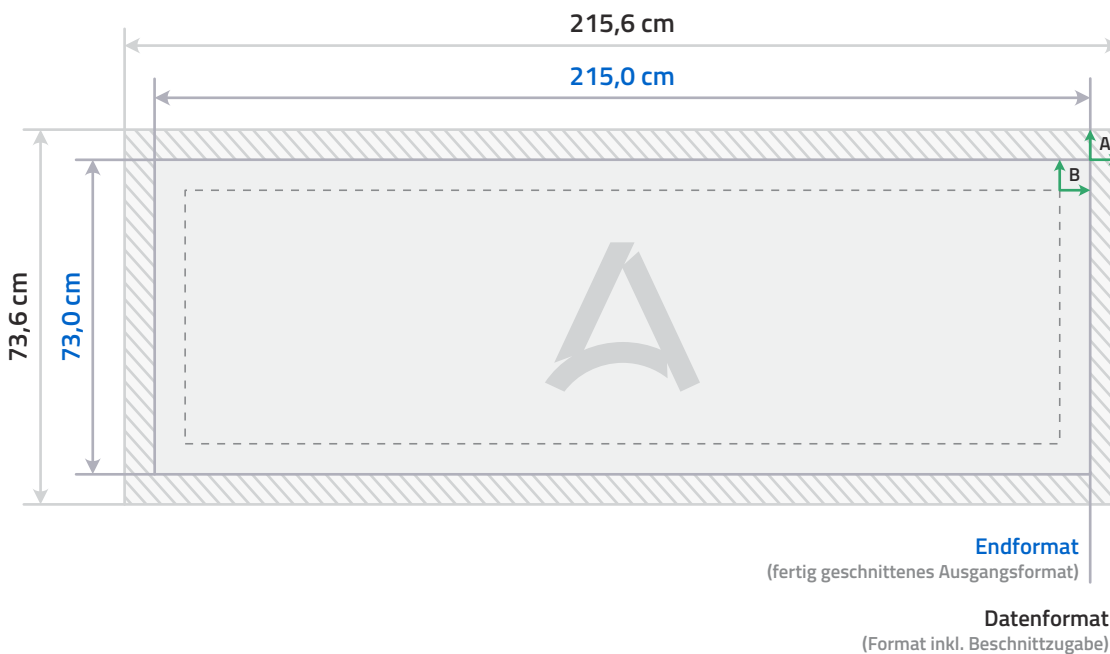 215,6 cm
215,0 cm
A
B
73,6 cm
73,0 cm
Endformat
(fertig geschnittenes Ausgangsformat)
Datenformat
(Format inkl. Beschnittzugabe)